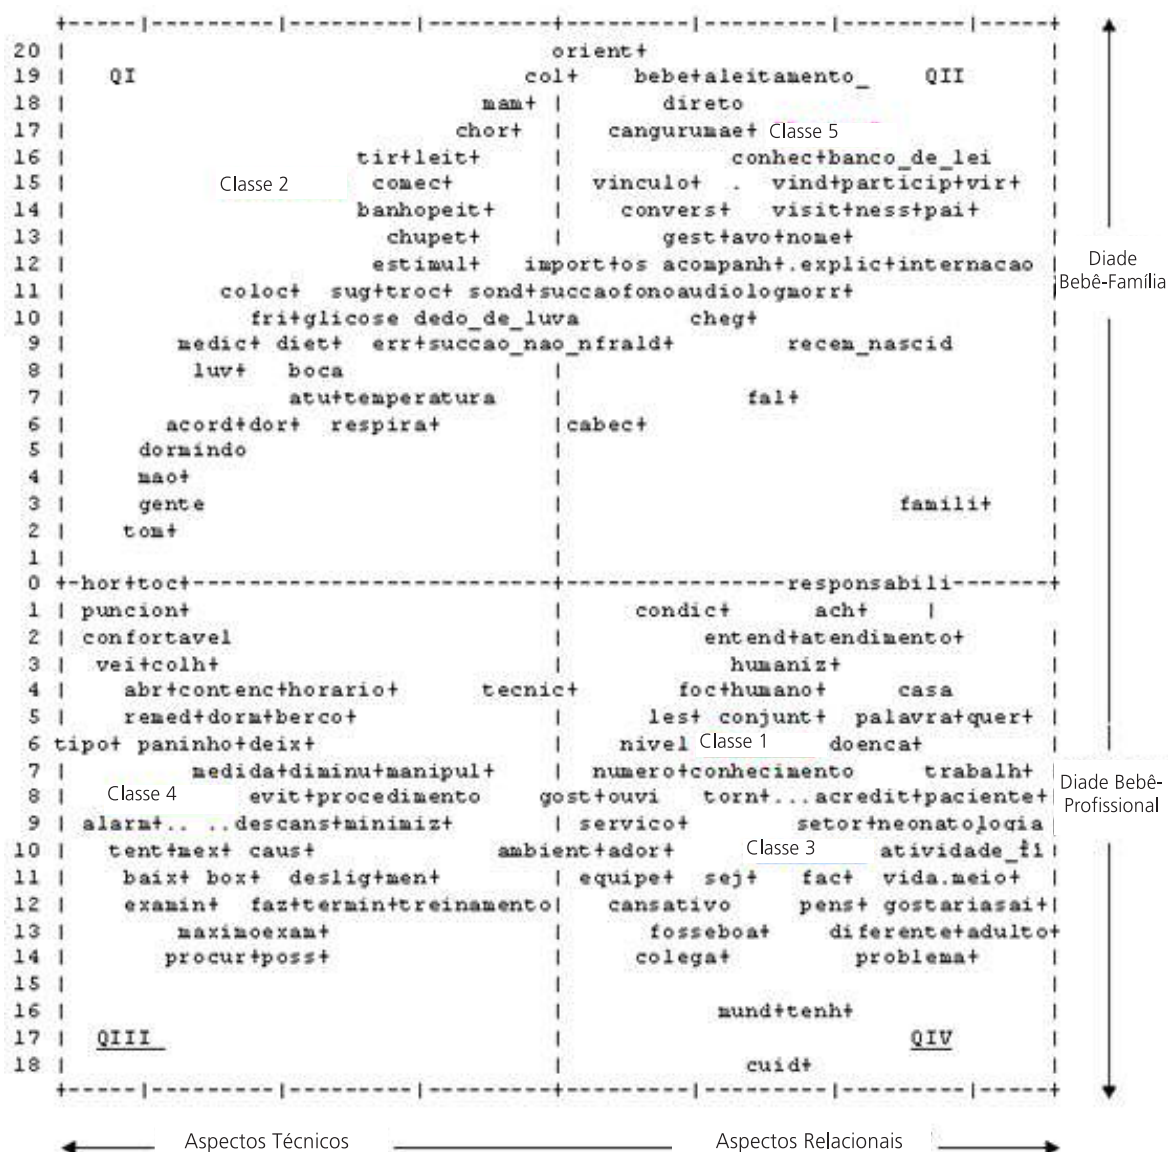 +-----|---------|---------|---------+---------|---------|---------|-----+
20 | orient+ |
19 | QI col+ bebe+aleitamento_ QII |
18 | mam+ | direto |
17 | chor+ | cangurumae+ Classe 5 |
16 | tir+leit+ | conhec+banco_de_lei |
15 | Classe 2 comec+ | vinculo+ . vind+particip+vir+ |
14 | banhopeit+ | convers+ visit+ness+pai+ |
13 | chupet+ | gest+avo+nome+ |
12 | estimul+ import+os acompanh+.explic+internacao |
Diade
Bebê-Família
11 | coloc+ sug+troc+ sond+succaofonoaudiologmorr+ |
10 | fri+glicose dedo_de_luva cheg+ |
9 | medic+ diet+ err+succao_nao_nfrald+ recem_nascid |
8 | luv+ boca | |
7 | atu+temperatura | fal+ |
6 | acord+dor+ respira+ |cabec+ |
5 | dormindo | |
4 | mao+ | |
3 | gente | famili+ |
2 | tom+ | |
1 | | |
0 +-hor+toc+--------------------------+----------------responsabili-------+
1 | puncion+ | condic+ ach+ | |
2 | confortavel | entend+atendimento+ |
3 | vei+colh+ | humaniz+ |
4 | abr+contenc+horario+ tecnic+ foc+humano+ casa |
5 | remed+dorm+berco+ | les+ conjunt+ palavra+quer+ |
6 tipo+ paninho+deix+ | nivel Classe 1 doenca+ |
7 | medida+diminu+manipul+ | numero+conhecimento trabalh+ |
8 | Classe 4 evit+procedimento gost+ouvi torn+...acredit+paciente+|
Diade Bebê-
Profissional
9 | alarm+.. ..descans+minimiz+ | servico+ setor+neonatologia
10 | tent+mex+ caus+ ambient+ador+ Classe 3 atividade_fi|
11 | baix+ box+ deslig+men+ | equipe+ sej+ fac+ vida.meio+ |
12 | examin+ faz+termin+treinamento| cansativo pens+ gostariasai+|
13 | maximoexam+ | fosseboa+ diferente+adulto+
14 | procur+poss+ | colega+ problema+ |
15 | | |
16 | | mund+tenh+ |
17 | QIII | QIV |
18 | | cuid+ |
+-----|---------|---------|---------+---------|---------|---------|-----+
Aspectos Técnicos Aspectos Relacionais